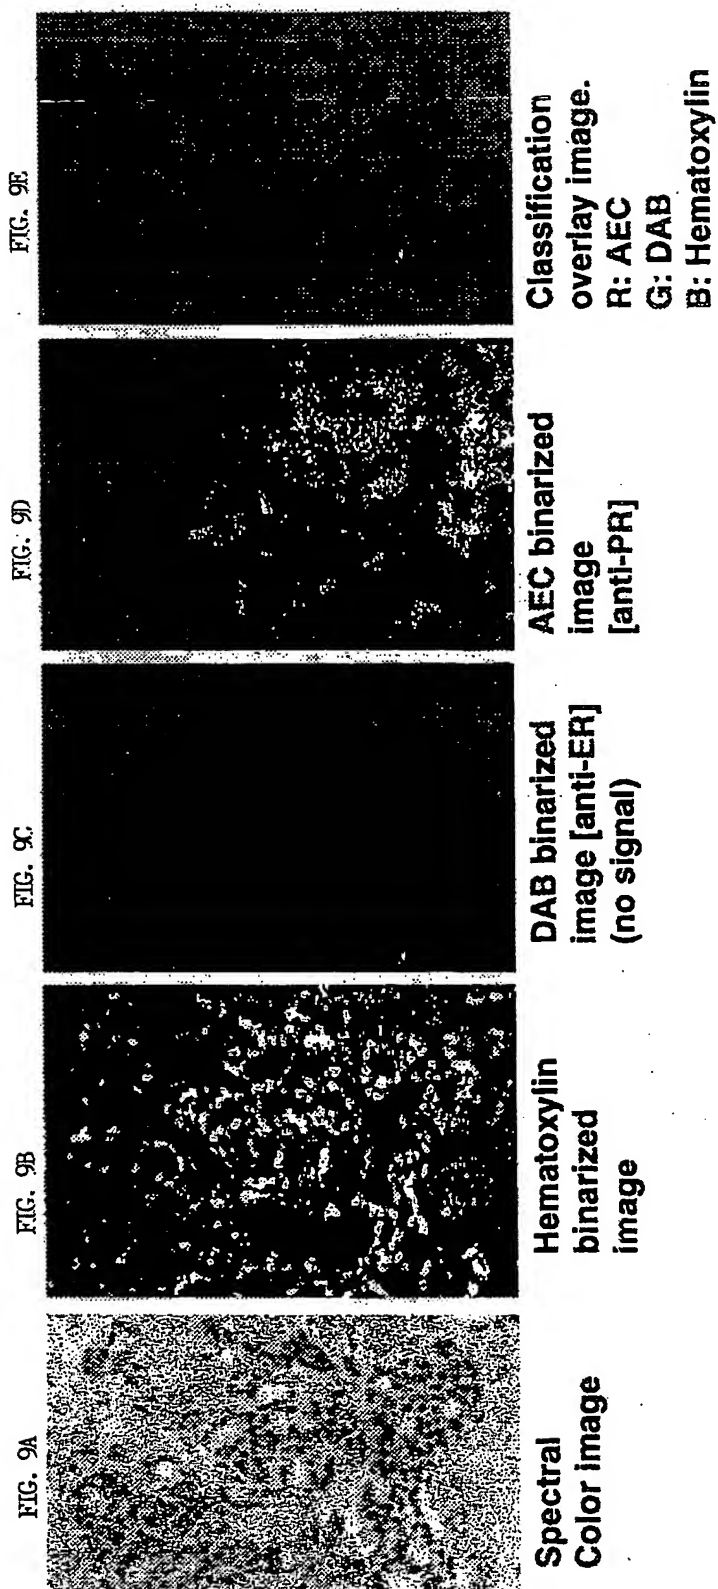 FIG. 9A
Spectral
Color image
FIG. 9B
Hematoxylin
binarized
image
FIG. 9C
DAB binarized
image [anti-ER]
(no signal)
FIG. 9D
AEC binarized
image
[anti-PR]
FIG. 9E
Classification
overlay image.
R: AEC
G: DAB
B: Hematoxylin